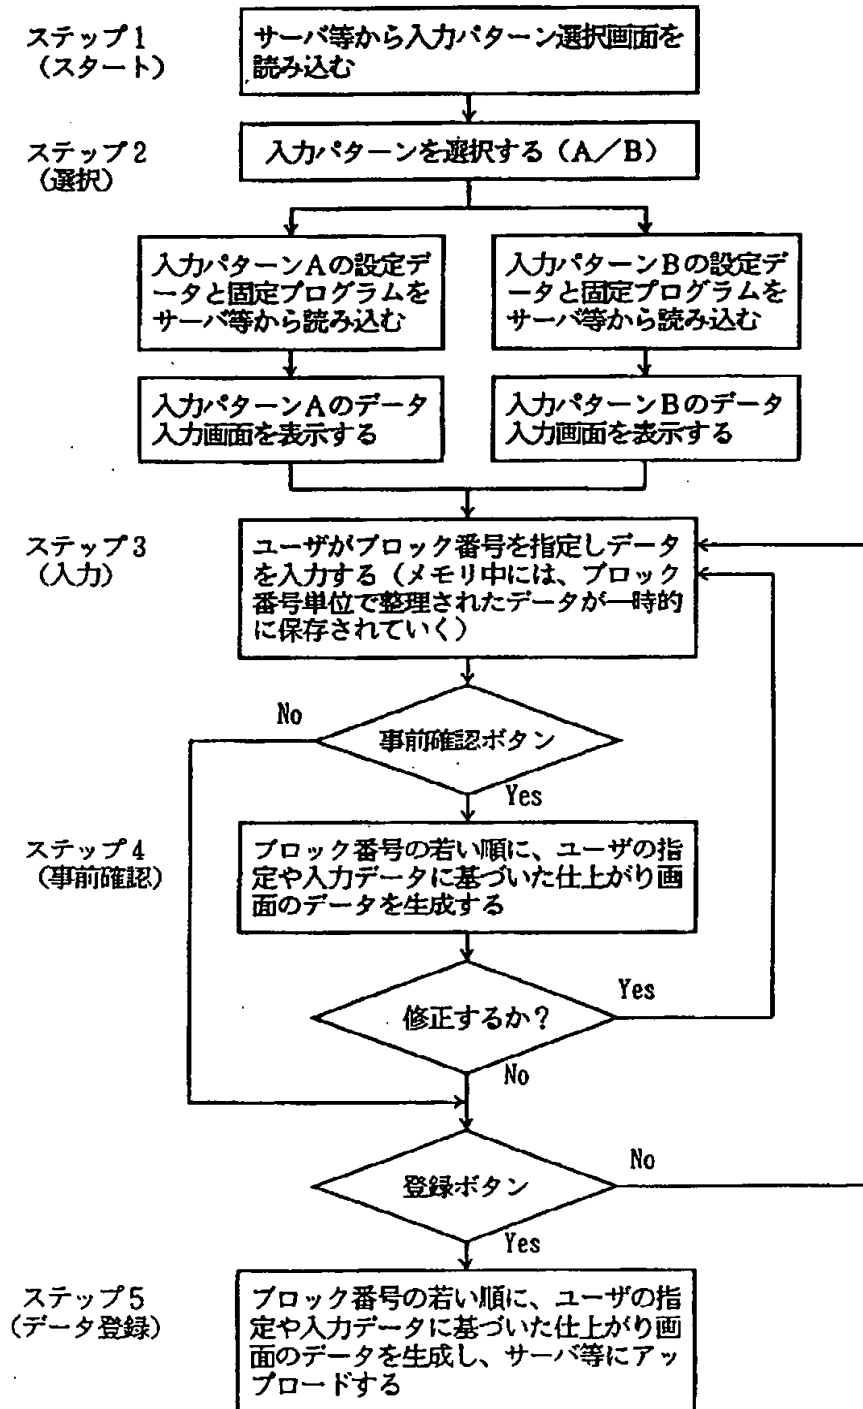 ステップ1
(スタート)
サーバ等から入力パターン選択画面を
読み込む
ステップ2
(選択)
入力パターンを選択する(A/B)
入力パターンAの設定デ
ータと固定プログラムを
サーバ等から読み込む
入力パターンBの設定デ
ータと固定プログラムを
サーバ等から読み込む
入力パターンAのデータ
入力画面を表示する
入力パターンBのデータ
入力画面を表示する
ステップ3
(入力)
ユーザがブロック番号を指定しデータ
を入力する(メモリ中には、ブロック
番号単位で整理されたデータが一時的
に保存されていく)
No
事前確認ボタン
Yes
ステップ4
(事前確認)
ブロック番号の若い順に、ユーザの指
定や入力データに基づいた仕上がり画
面のデータを生成する
修正するか?
Yes
No
登録ボタン
No
Yes
ステップ5
(データ登録)
ブロック番号の若い順に、ユーザの指
定や入力データに基づいた仕上がり画
面のデータを生成し、サーバ等にアッ
プロードする